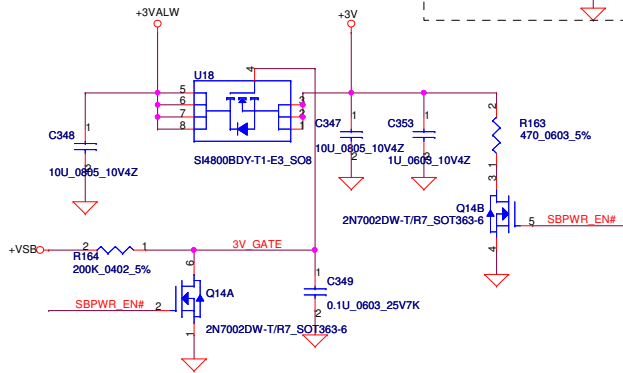 +3VALW
+3V
U18
4
5
6
7
8
3
2
1
SI4800BDY-T1-E3_SO8
C348
1
2
10U_0805_10V4Z
C347
1
2
10U_0805_10V4Z
C353
1
2
1U_0603_10V4Z
2
R163
470_0603_5%
1
3
Q14B
2N7002DW-T/R7_SOT363-6
5
SBPWR_EN#
4
+VSB
2
1
R164
200K_0402_5%
3V_GATE
6
Q14A
SBPWR_EN#
2
2N7002DW-T/R7_SOT363-6
1
1
C349
0.1U_0603_25V7K
2